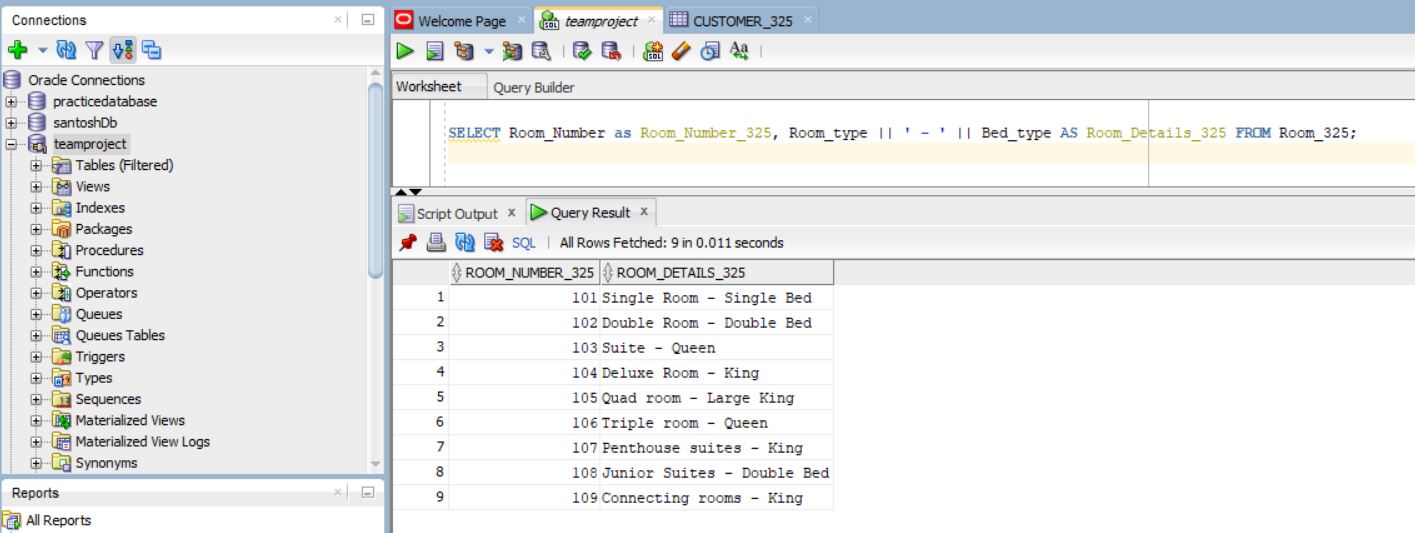 Connections
Oracle Connections
practicedatabase
santoshDb
teamproject
Tables (Filtered)
Views
Indexes
Packages
Procedures
Functions
Operators
Queues
Queues Tables
Triggers
Types
Sequences
Materialized Views
Materialized View Logs
Synonyms
Reports
All Reports
Welcome Page teamproject CUSTOMER_325
Worksheet Query Builder
SELECT Room_Number as Room_Number_325, Room_type || ' - ' || Bed_type AS Room_Details_325 FROM Room_325;
Script Output x Query Result x
SQL | All Rows Fetched: 9 in 0.011 seconds
ROOM_NUMBER_325 ROOM_DETAILS_325
1 101 Single Room - Single Bed
2 102 Double Room - Double Bed
3 103 Suite - Queen
4 104 Deluxe Room - King
5 105 Quad room - Large King
6 106 Triple room - Queen
7 107 Penthouse suites - King
8 108 Junior Suites - Double Bed
9 109 Connecting rooms - King